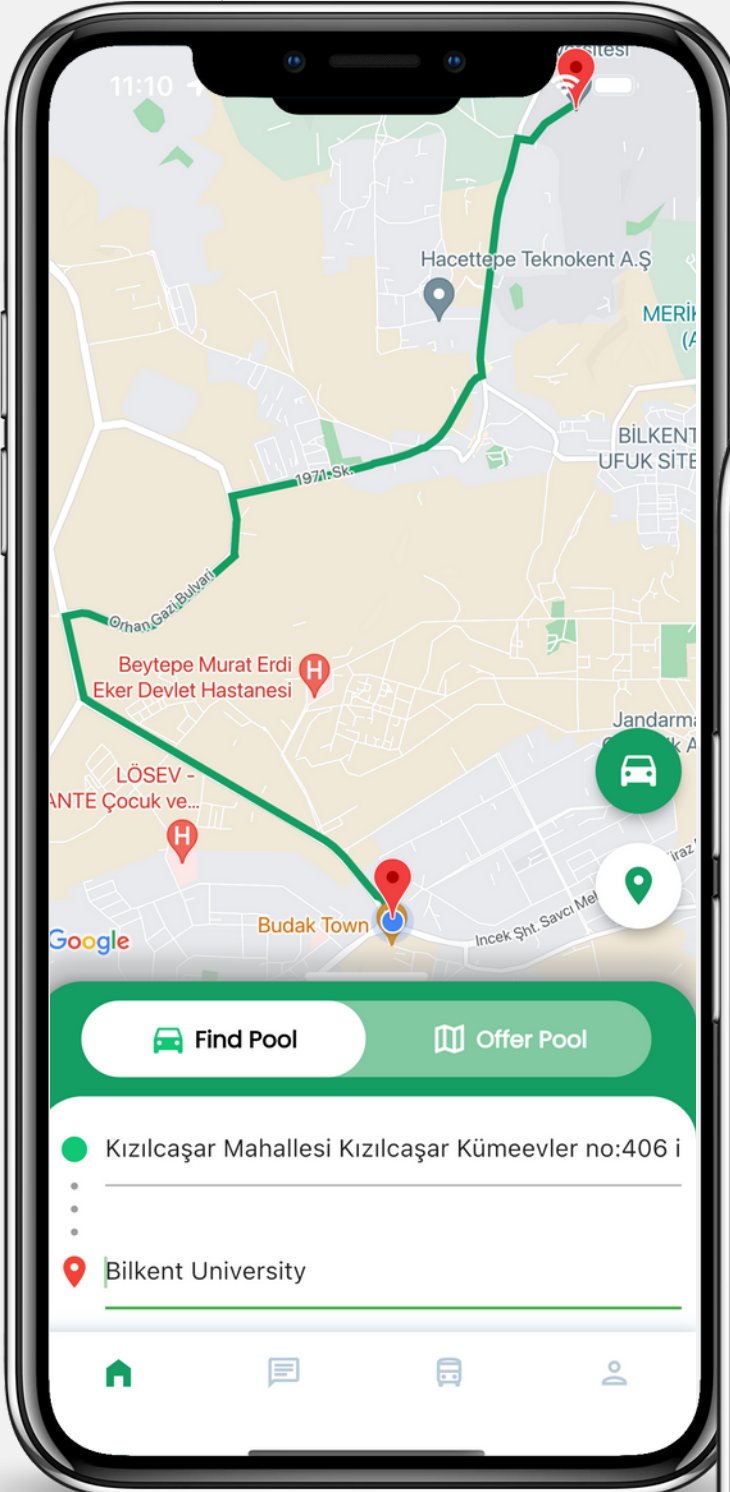 11:10
Hacettepe Teknokent A.Ş
BİLKENT
UFUK SİTE
1971. Sk.
Orhan Gazi Bulvarı
Beytepe Murat Erdi
Eker Devlet Hastanesi
H
Jandarma
LÖSEV -
ANTE Çocuk ve...
H
Budak Town
Incek Şht. Savcı Meh
Google
Find Pool
Offer Pool
Kızılcaşar Mahallesi Kızılcaşar Kümeevler no:406 i
Bilkent University